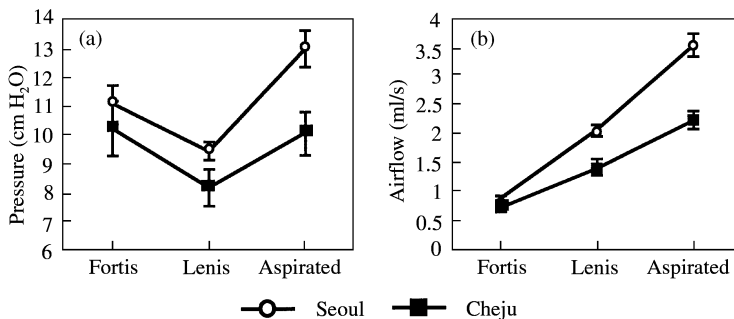 14
13
12
11
10
9
8
7
6
Pressure (cm H₂O)
(a)
Fortis Lenis Aspirated
4
3.5
3
2.5
2
1.5
1
0.5
0
Airflow (ml/s)
(b)
Fortis Lenis Aspirated
Seoul Cheju